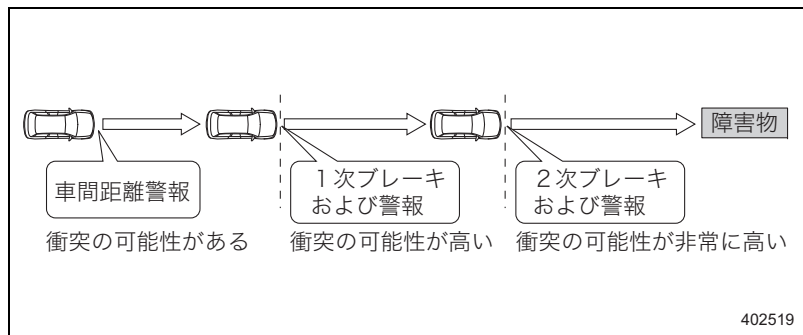 障害物
車間距離警報
１次ブレーキ
および警報
２次ブレーキ
および警報
衝突の可能性がある
衝突の可能性が高い
衝突の可能性が非常に高い
402519